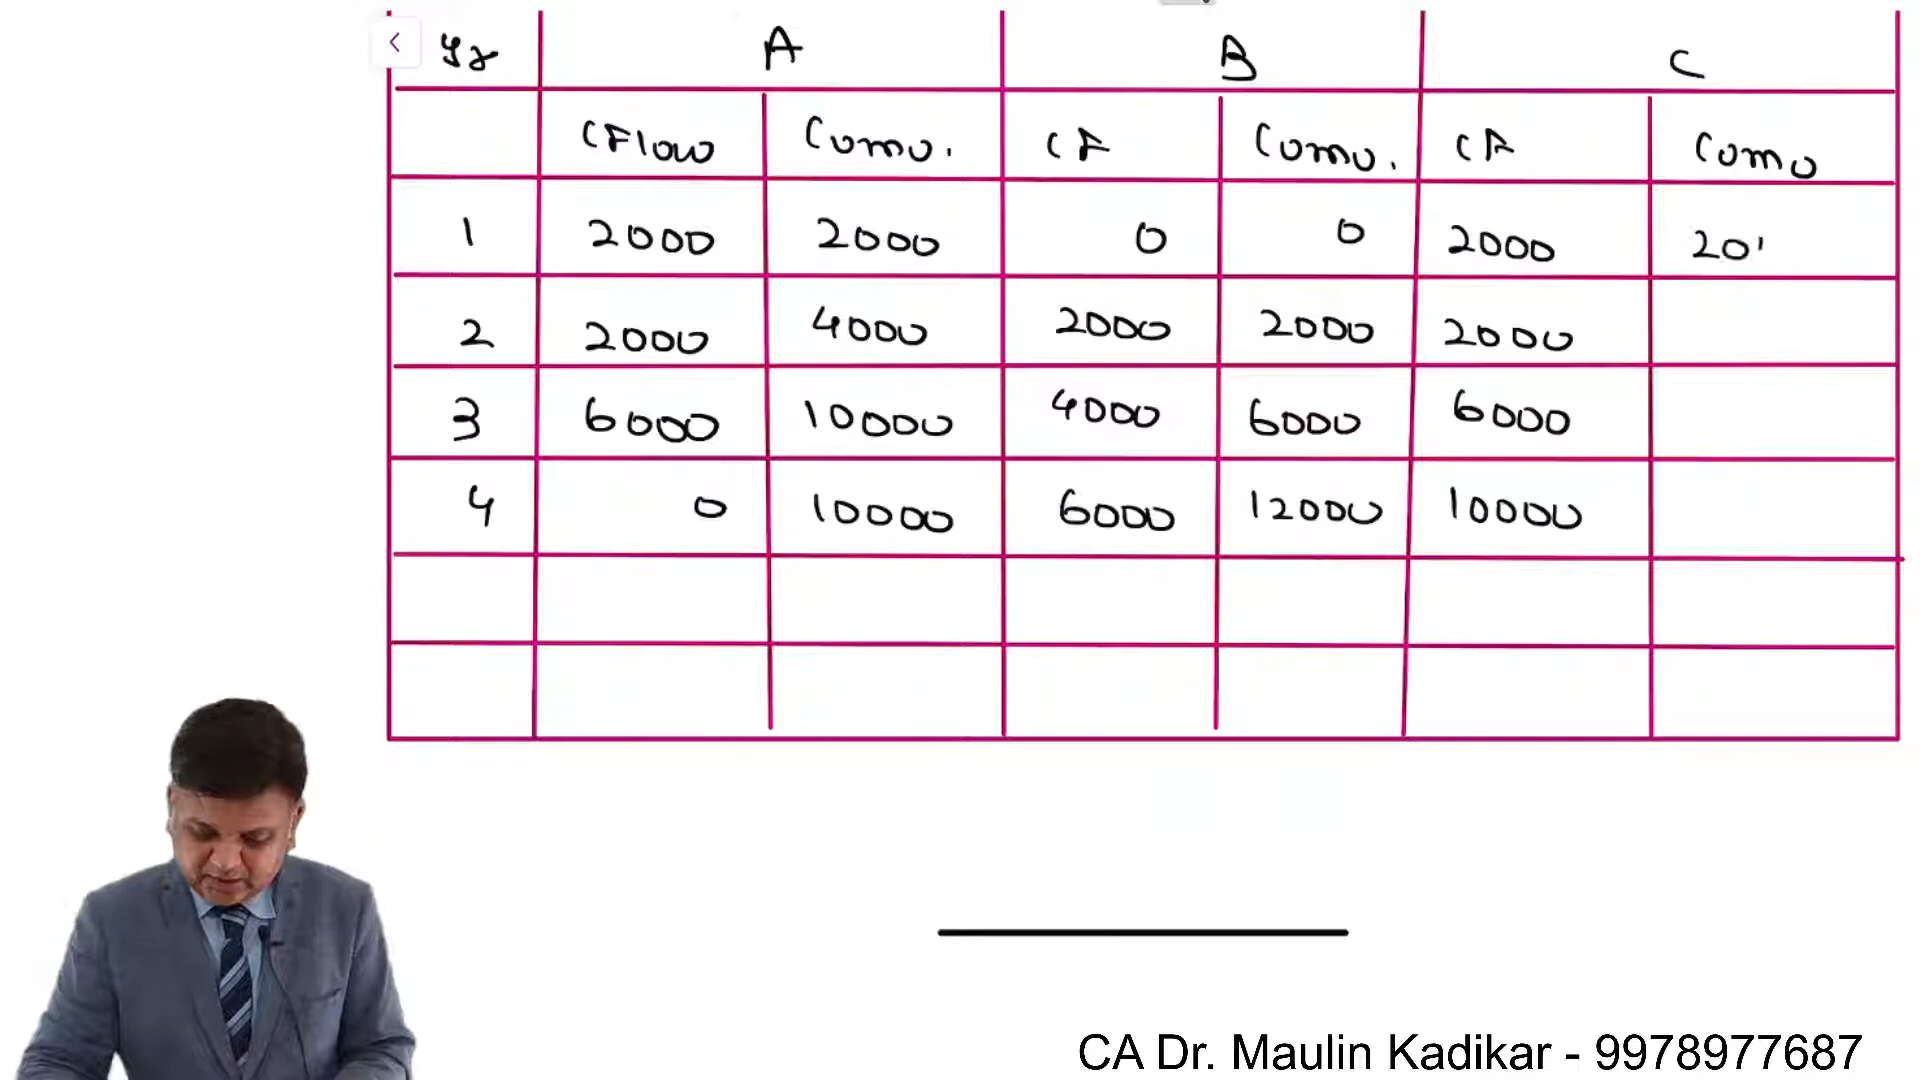 Yr A B C
CFlow Cumu. CF Cumu. CF Cumu
1 2000 2000 0 0 2000 20
2 2000 4000 2000 2000 2000
3 6000 10000 4000 6000 6000
4 0 10000 6000 12000 10000
CA Dr. Maulin Kadikar - 9978977687